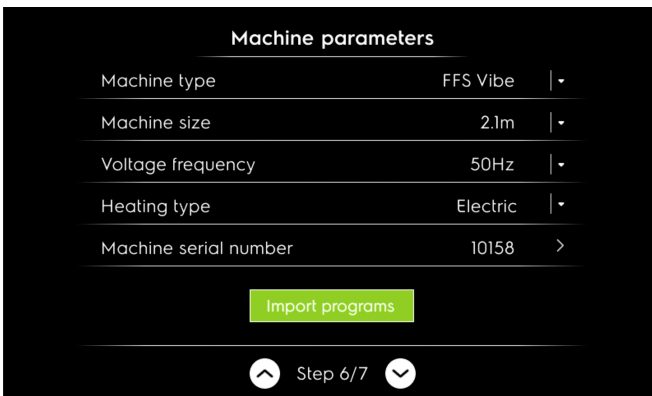 Machine parameters
Machine type FFS Vibe
Machine size 2.1m
Voltage frequency 50Hz
Heating type Electric
Machine serial number 10158
Import programs
Step 6/7